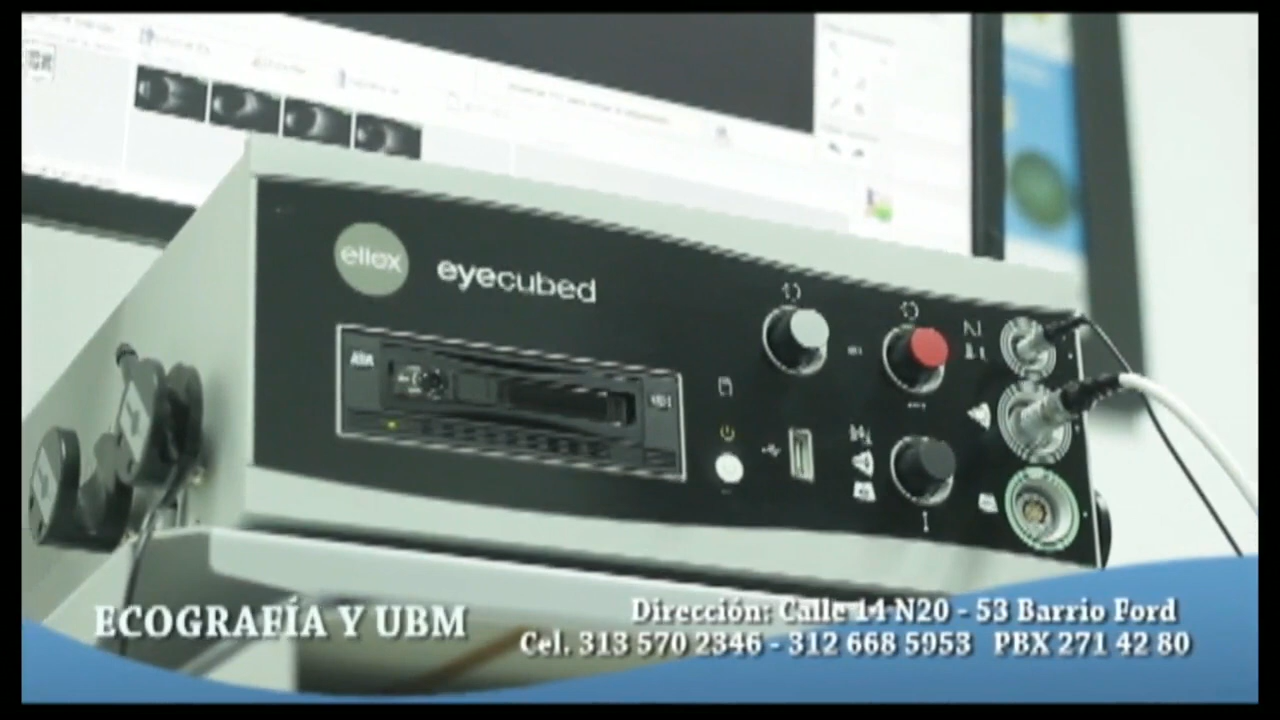 ellex
eyecubed
ECOGRAFÍA Y UBM
Dirección: Calle 14 N20 - 53 Barrio Ford
Cel. 313 570 2346 - 312 668 5953 PBX 271 42 80